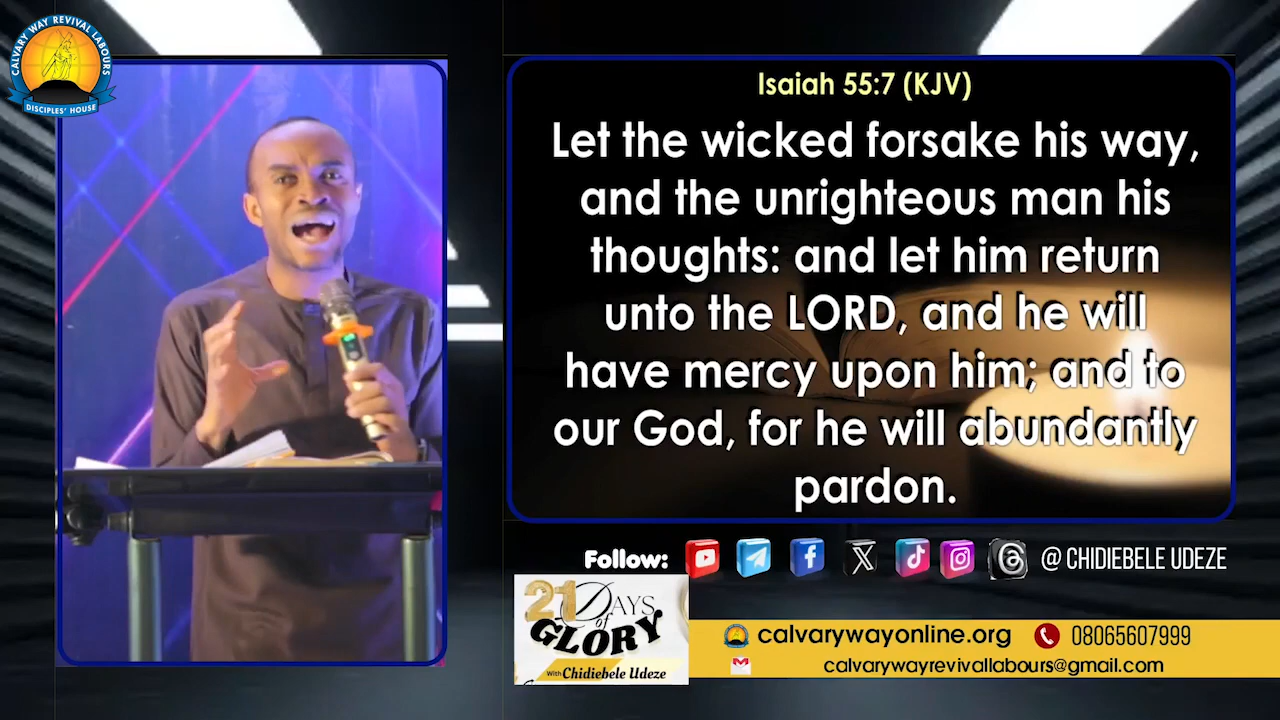 CALVARY WAY REVIVAL LABOURS
DISCIPLES' HOUSE
Isaiah 55:7 (KJV)
Let the wicked forsake his way,
and the unrighteous man his
thoughts: and let him return
unto the LORD, and he will
have mercy upon him; and to
our God, for he will abundantly
pardon.
Follow:
@ CHIDIEBELE UDEZE
21 DAYS
of
GLORY
With Chidiebele Udeze
calvarywayonline.org
08065607999
calvarywayrevivallabours@gmail.com